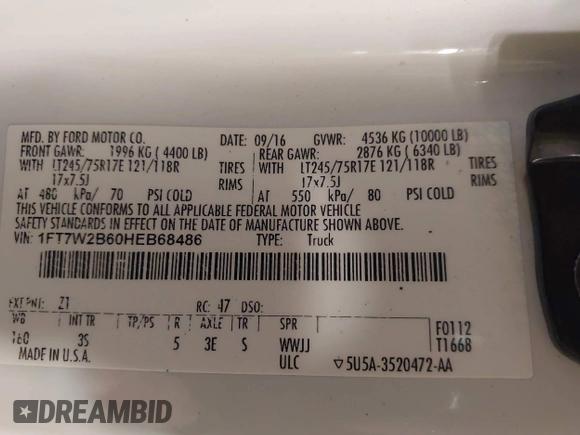 MFD. BY FORD MOTOR CO. DATE: 09/16 GVWR: 4536 KG (10000 LB)
FRONT GAWR: 1996 KG ( 4400 LB) REAR GAWR: 2876 KG ( 6340 LB)
WITH LT245/75R17E 121/118R TIRES WITH LT245/75R17E 121/118R TIRES
17x7.5J RIMS 17x7.5J RIMS
AT 480 kPa/ 70 PSI COLD AT 550 kPa/ 80 PSI COLD
THIS VEHICLE CONFORMS TO ALL APPLICABLE FEDERAL MOTOR VEHICLE
SAFETY STANDARDS IN EFFECT ON THE DATE OF MANUFACTURE SHOWN ABOVE.
VIN: 1FT7W2B60HEB68486 TYPE: Truck
EXT PNT: Z1 RC: 47 DSO:
WB INT TR TP/PS R AXLE TR SPR F0112
160 3S 5 3E S WWJJ T1668
MADE IN U.S.A. ULC ▽5U5A-3520472-AA
DREAMBID